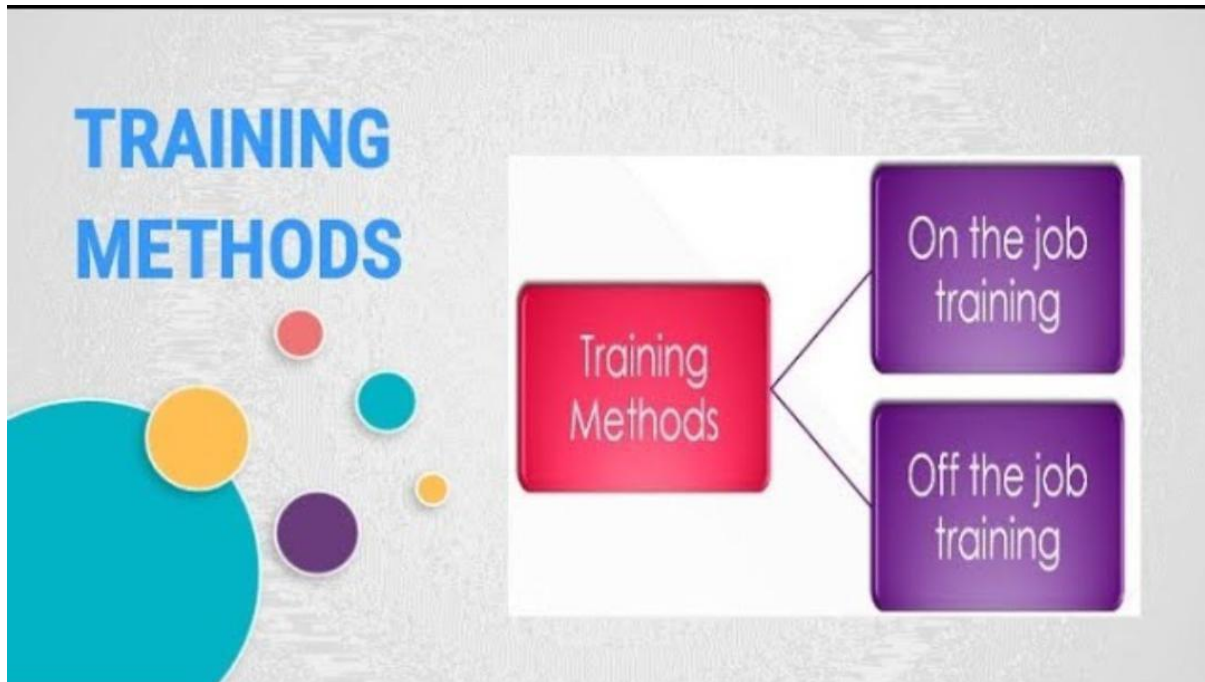 TRAINING
METHODS
Training
Methods
On the job
training
Off the job
training